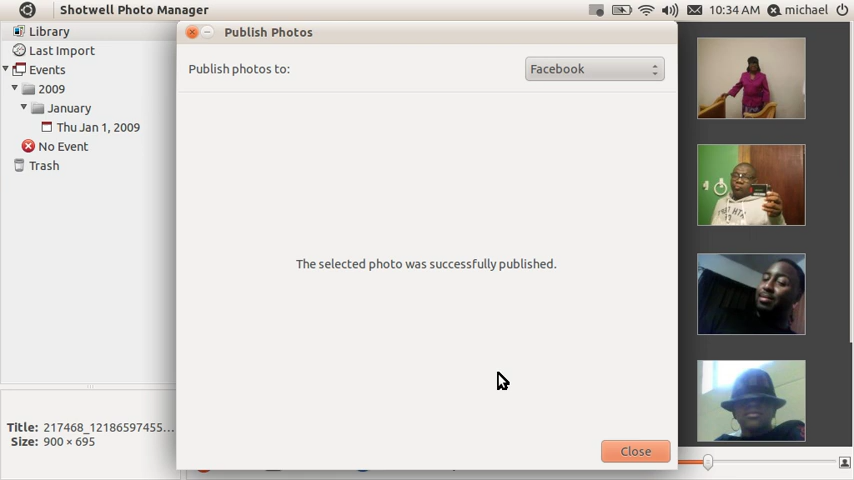 Shotwell Photo Manager
10:34 AM
michael
Library
Last Import
Events
2009
January
Thu Jan 1, 2009
No Event
Trash
Title: 217468_12186597455...
Size: 900 × 695
Publish Photos
Publish photos to:
Facebook
The selected photo was successfully published.
Close